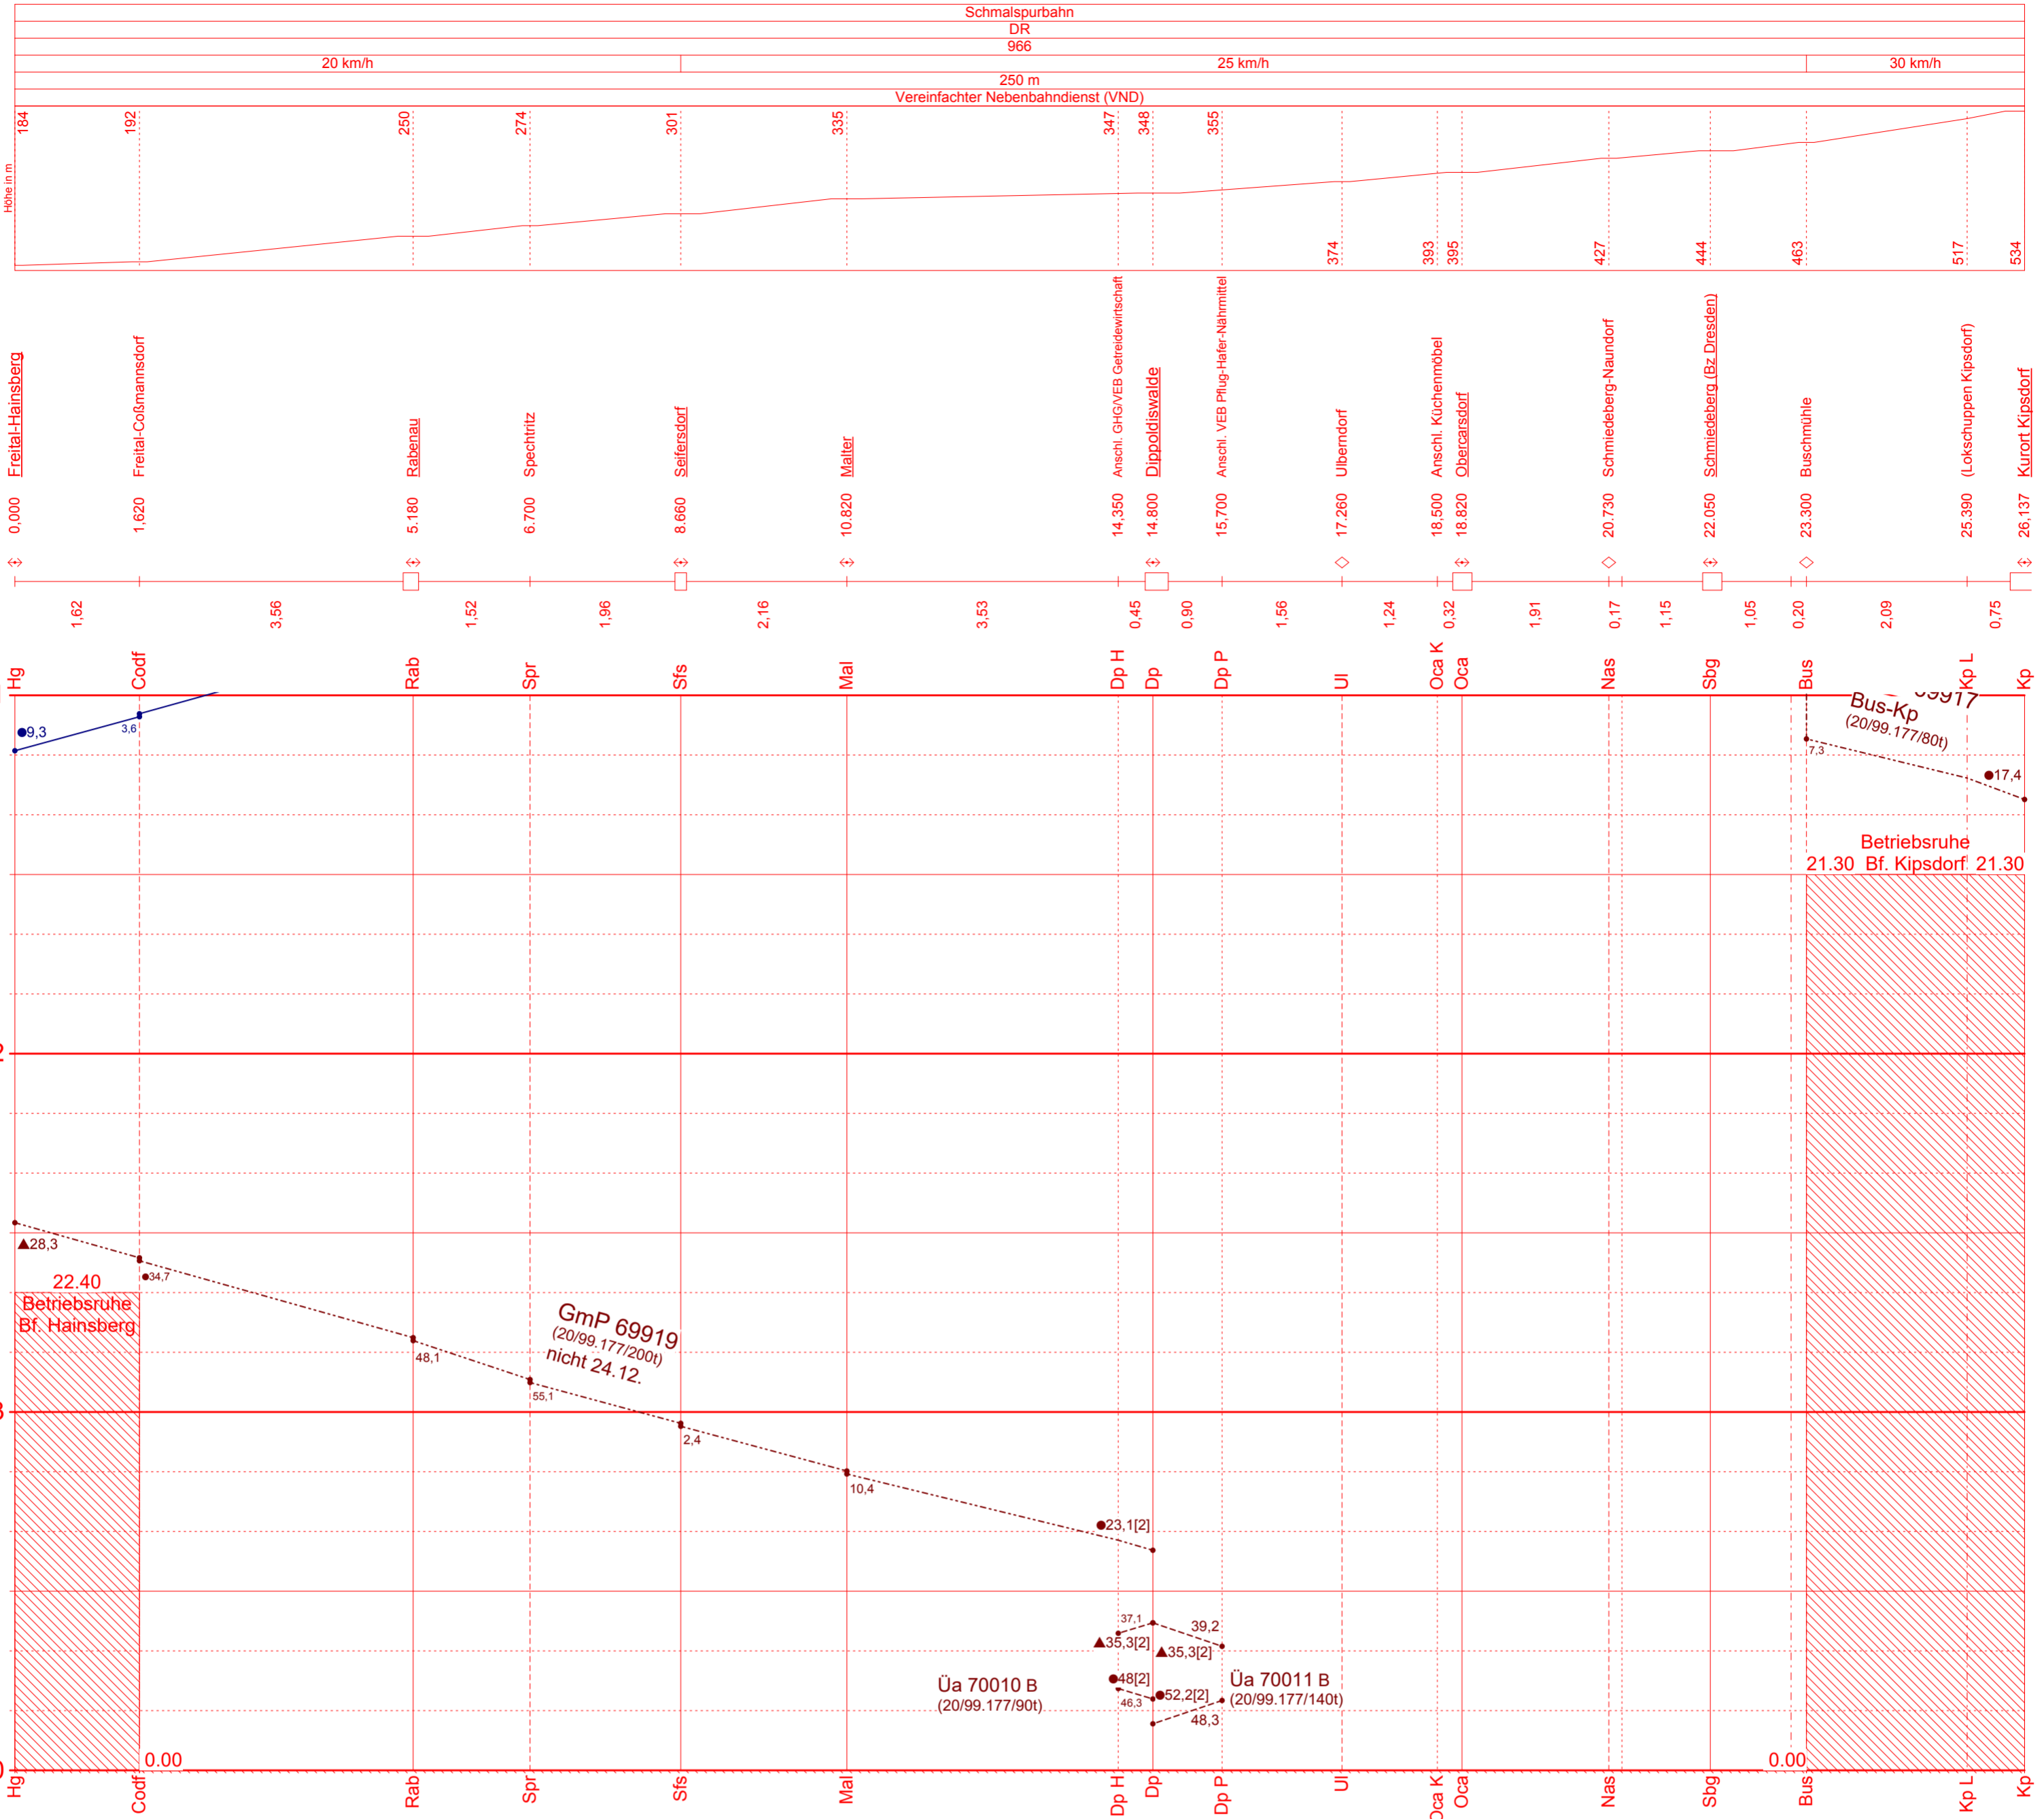 Schmalspurbahn
DR
966
20 km/h 25 km/h 30 km/h
250 m
Vereinfachter Nebenbahndienst (VND)
Höhe in m
184 192 250 274 301 335 347 348 355
374 393 395 427 444 463 517 534
0,000 Freital-Hainsberg
1,620 Freital-Coßmannsdorf
5.180 Rabenau
6.700 Spechtritz
8.660 Seifersdorf
10.820 Malter
14,350 Anschl. GHG/VEB Getreidewirtschaft
14.800 Dippoldiswalde
15,700 Anschl. VEB Pflug-Hafer-Nährmittel
17.260 Ulberndorf
18,500 Anschl. Küchenmöbel
18.820 Obercarsdorf
20.730 Schmiedeberg-Naundorf
22.050 Schmiedeberg (Bz Dresden)
23.300 Buschmühle
25.390 (Lokschuppen Kipsdorf)
26,137 Kurort Kipsdorf
1,62 3,56 1,52 1,96 2,16 3,53 0,45 0,90 1,56 1,24 0,32 1,91 0,17 1,15 1,05 0,20 2,09 0,75
Hg Codf Rab Spr Sfs Mal Dp H Dp Dp P Ul Oca K Oca Nas Sbg Bus Kp L Kp
9,3
3,6
69917
Bus-Kp
(20/99.177/80t)
7,3
17,4
Betriebsruhe
21.30 Bf. Kipsdorf 21.30
28,3
34,7
22.40
Betriebsruhe
Bf. Hainsberg
48,1
GmP 69919
(20/99.177/200t)
nicht 24.12.
55,1
2,4
10,4
23,1[2]
37,1
39,2
35,3[2]
35,3[2]
48[2]
Üa 70010 B
(20/99.177/90t)
46,3
52,2[2]
Üa 70011 B
(20/99.177/140t)
48,3
0.00 0.00
Hg Codf Rab Spr Sfs Mal Dp H Dp Dp P Ul Oca K Oca Nas Sbg Bus Kp L Kp